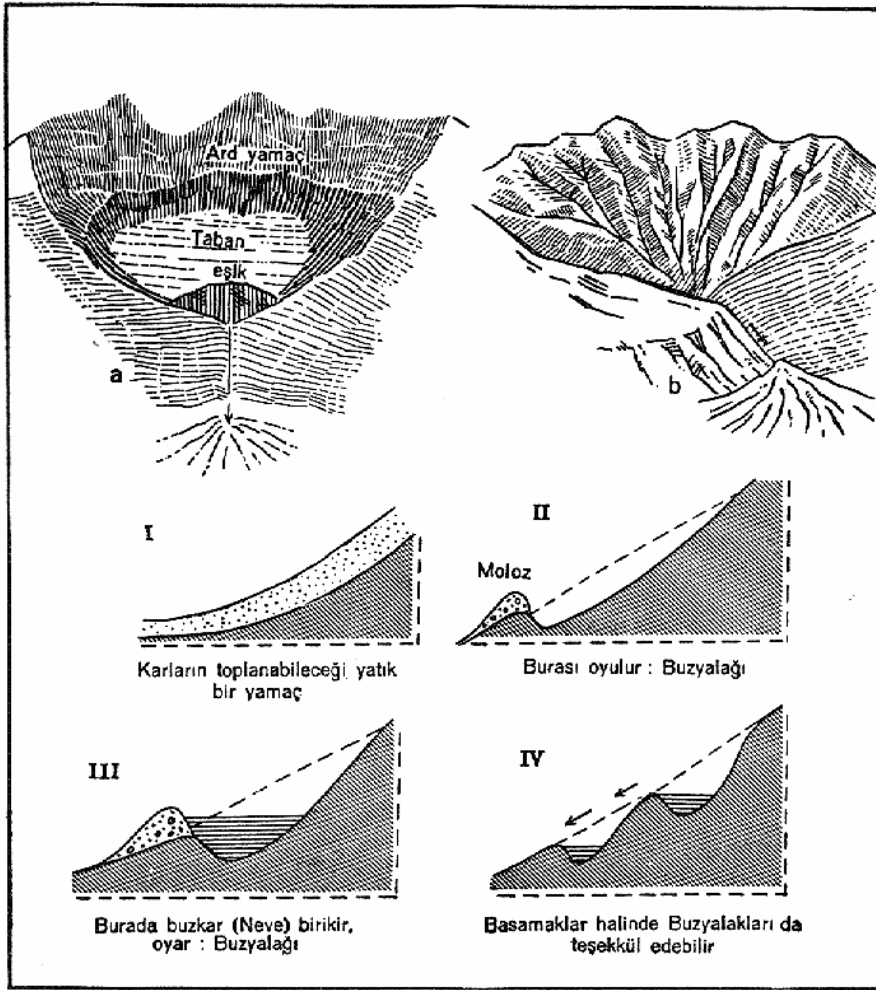 Ard yamaç
Taban
eşik
a
b
I
II
Moloz
Karların toplanabileceği yatık
bir yamaç
Burası oyulur : Buzyalağı
III
IV
Burada buzkar (Neve) birikir,
oyar : Buzyalağı
Basamaklar halinde Buzyalakları da
teşekkül edebilir